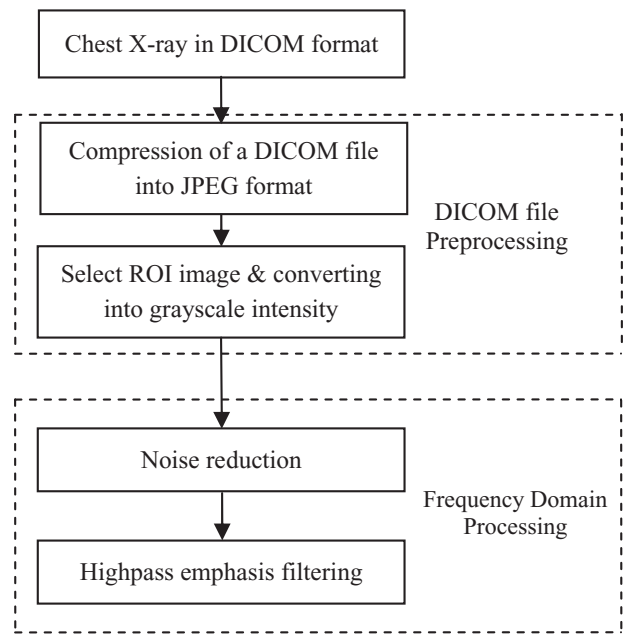 Chest X-ray in DICOM format
Compression of a DICOM file
into JPEG format
DICOM file
Preprocessing
Select ROI image & converting
into grayscale intensity
Noise reduction
Frequency Domain
Processing
Highpass emphasis filtering